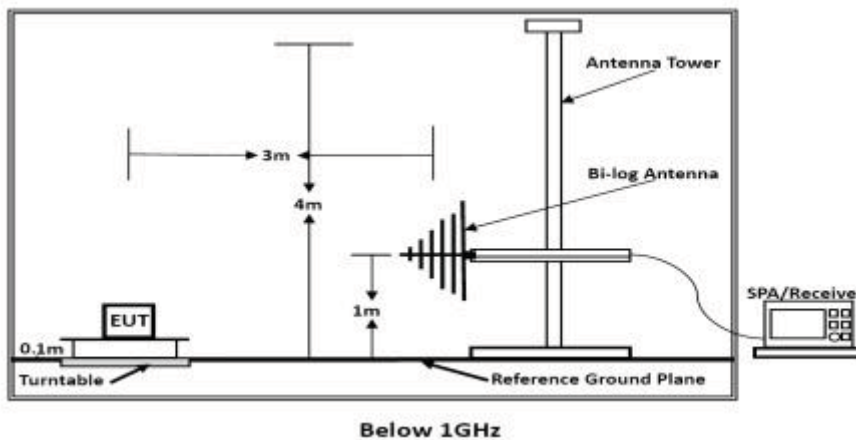 Antenna Tower
3m
Bi-log Antenna
4m
1m
SPA/Receive
EUT
0.1m
Turntable
Reference Ground Plane
Below 1GHz